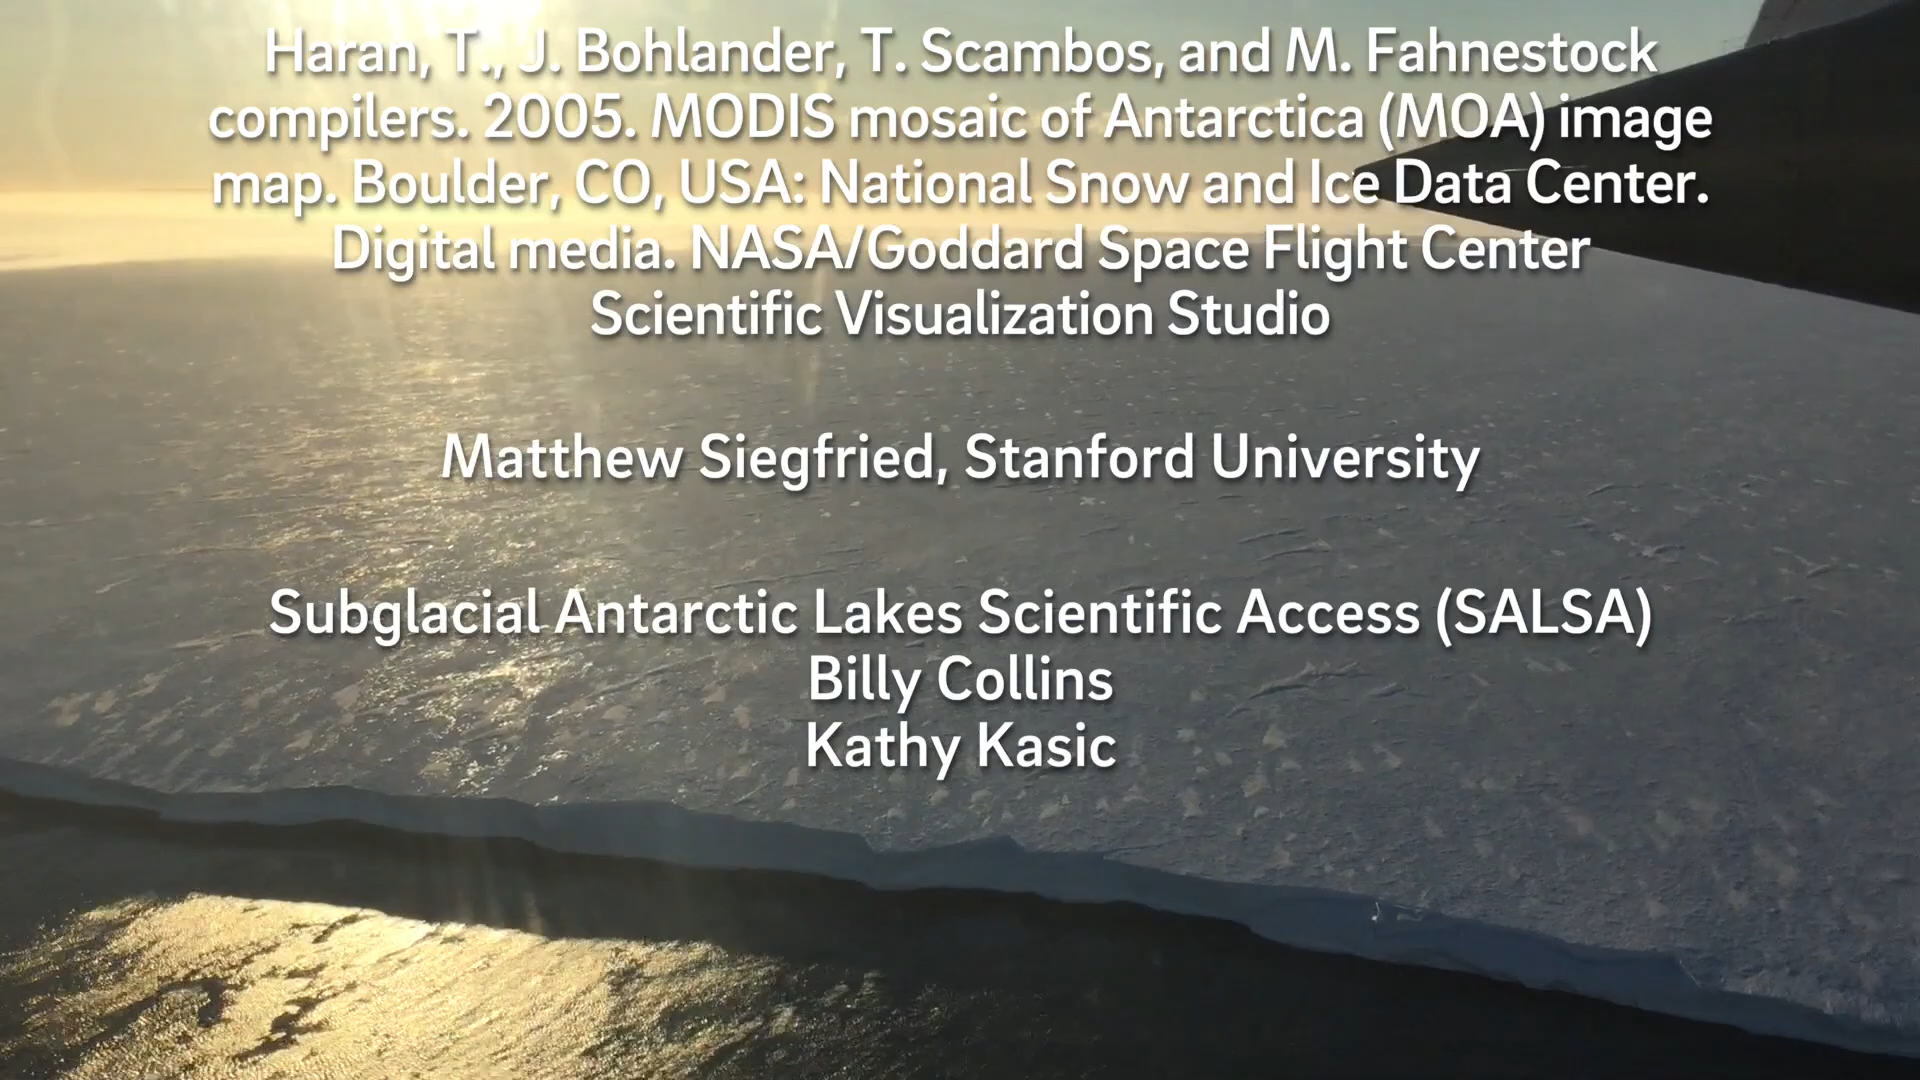 Haran, T., J. Bohlander, T. Scambos, and M. Fahnestock
compilers. 2005. MODIS mosaic of Antarctica (MOA) image
map. Boulder, CO, USA: National Snow and Ice Data Center.
Digital media. NASA/Goddard Space Flight Center
Scientific Visualization Studio
Matthew Siegfried, Stanford University
Subglacial Antarctic Lakes Scientific Access (SALSA)
Billy Collins
Kathy Kasic